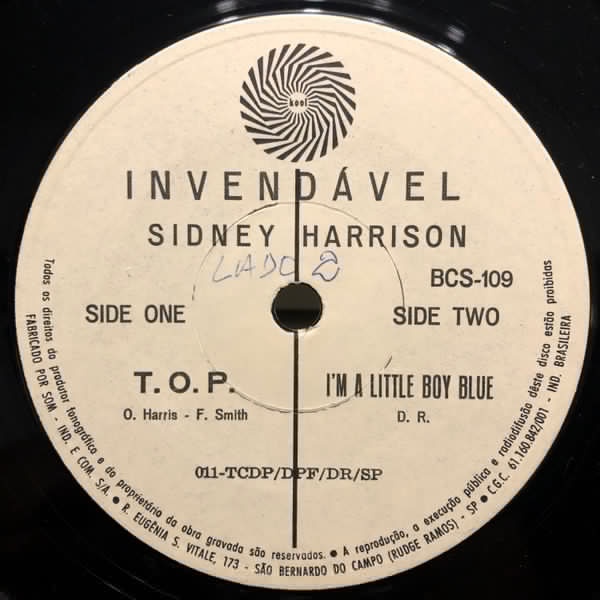 kool
INVENDÁVEL
SIDNEY HARRISON
LADO 2
BCS-109
SIDE ONE
SIDE TWO
T.O.P.
I'M A LITTLE BOY BLUE
O. Harris - F. Smith
D. R.
011-TCDP/DPF/DR/SP
Todos os direitos do produtor fonográfico e do proprietário da obra gravada são reservados. ● A reprodução, a execução pública e radiodifusão dêste disco estão proibidas
FABRICADO POR SOM - IND. E COM. S/A. ● R. EUGÊNIA S. VITALE, 173 - SÃO BERNARDO DO CAMPO (RUDGE RAMOS) - SP ● C.G.C. 61.160.842/001 - IND. BRASILEIRA